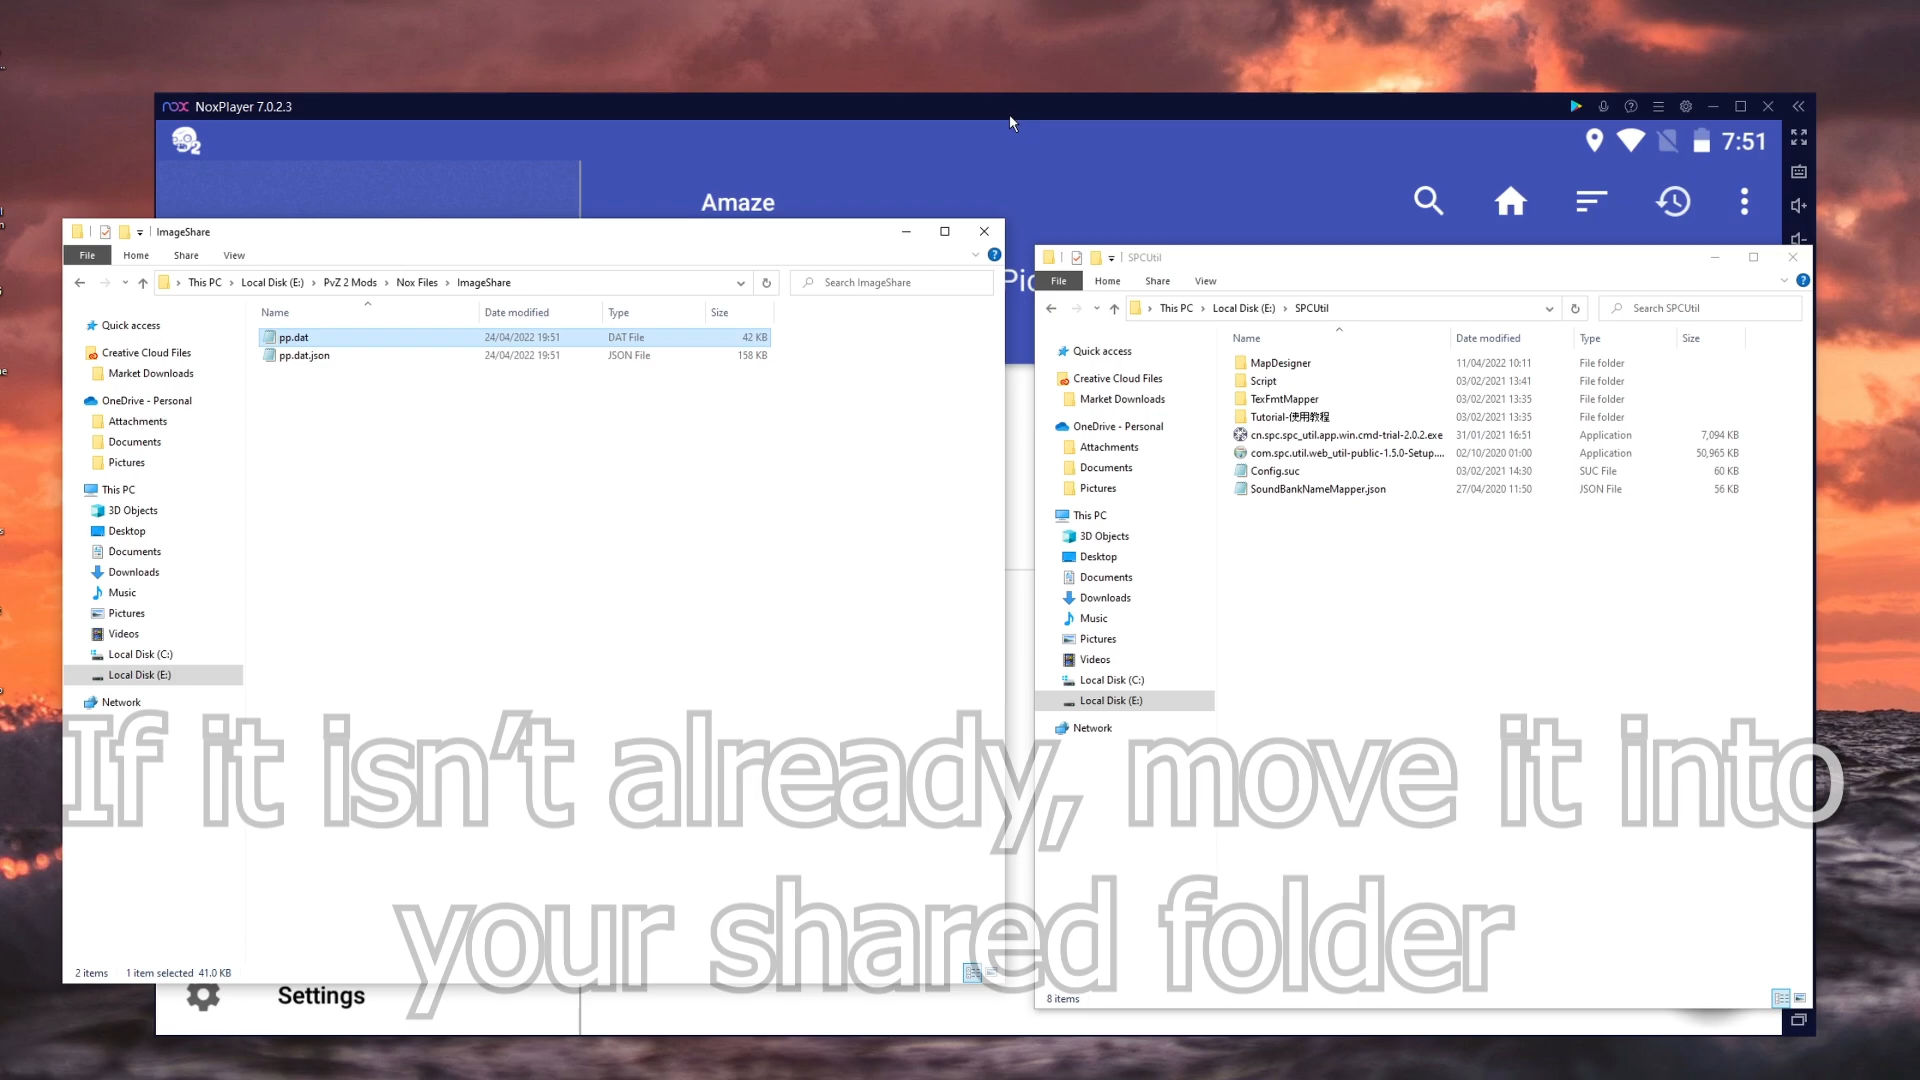 nox NoxPlayer 7.0.2.3
7:51
Amaze
ImageShare
File Home Share View
This PC Local Disk (E:) PvZ 2 Mods Nox Files ImageShare
Search ImageShare
Name Date modified Type Size
pp.dat 24/04/2022 19:51 DAT File 42 KB
pp.dat.json 24/04/2022 19:51 JSON File 158 KB
Quick access
Creative Cloud Files
Market Downloads
OneDrive - Personal
Attachments
Documents
Pictures
This PC
3D Objects
Desktop
Documents
Downloads
Music
Pictures
Videos
Local Disk (C:)
Local Disk (E:)
Network
2 items 1 item selected 41.0 KB
Settings
SPCUtil
File Home Share View
This PC Local Disk (E:) SPCUtil
Search SPCUtil
Name Date modified Type Size
MapDesigner 11/04/2022 10:11 File folder
Script 03/02/2021 13:41 File folder
TexFmtMapper 03/02/2021 13:35 File folder
Tutorial-使用教程 03/02/2021 13:35 File folder
cn.spc.spc_util.app.win.cmd-trial-2.0.2.exe 31/01/2021 16:51 Application 7,094 KB
com.spc.util.web_util-public-1.5.0-Setup.... 02/10/2020 01:00 Application 50,965 KB
Config.suc 03/02/2021 14:30 SUC File 60 KB
SoundBankNameMapper.json 27/04/2020 11:50 JSON File 56 KB
Quick access
Creative Cloud Files
Market Downloads
OneDrive - Personal
Attachments
Documents
Pictures
This PC
3D Objects
Desktop
Documents
Downloads
Music
Pictures
Videos
Local Disk (C:)
Local Disk (E:)
Network
8 items
If it isn't already, move it into
your shared folder